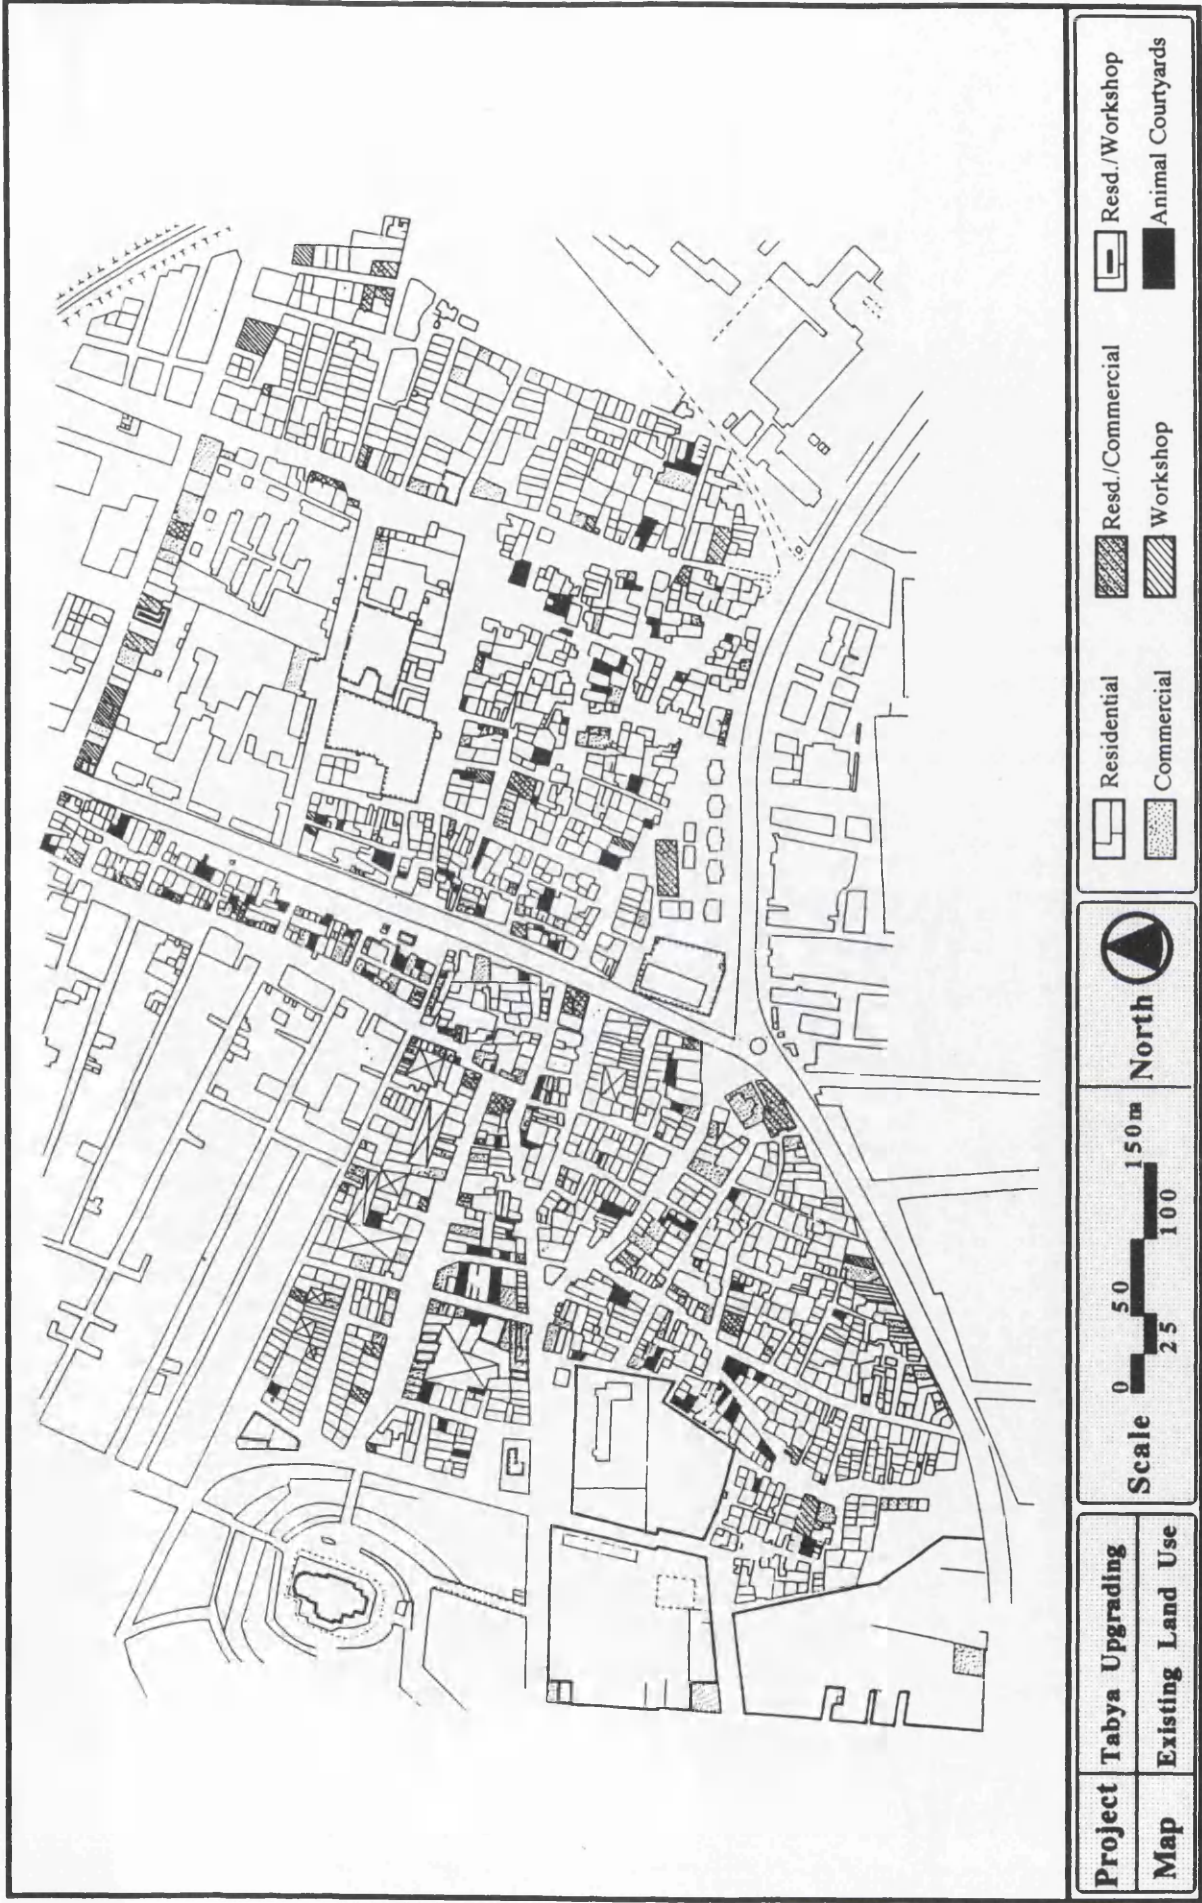 Project Tabya Upgrading
Map Existing Land Use
Scale
0 50 150m
25 100
North
Residential
Commercial
Resd./Commercial
Workshop
Resd./Workshop
Animal Courtyards